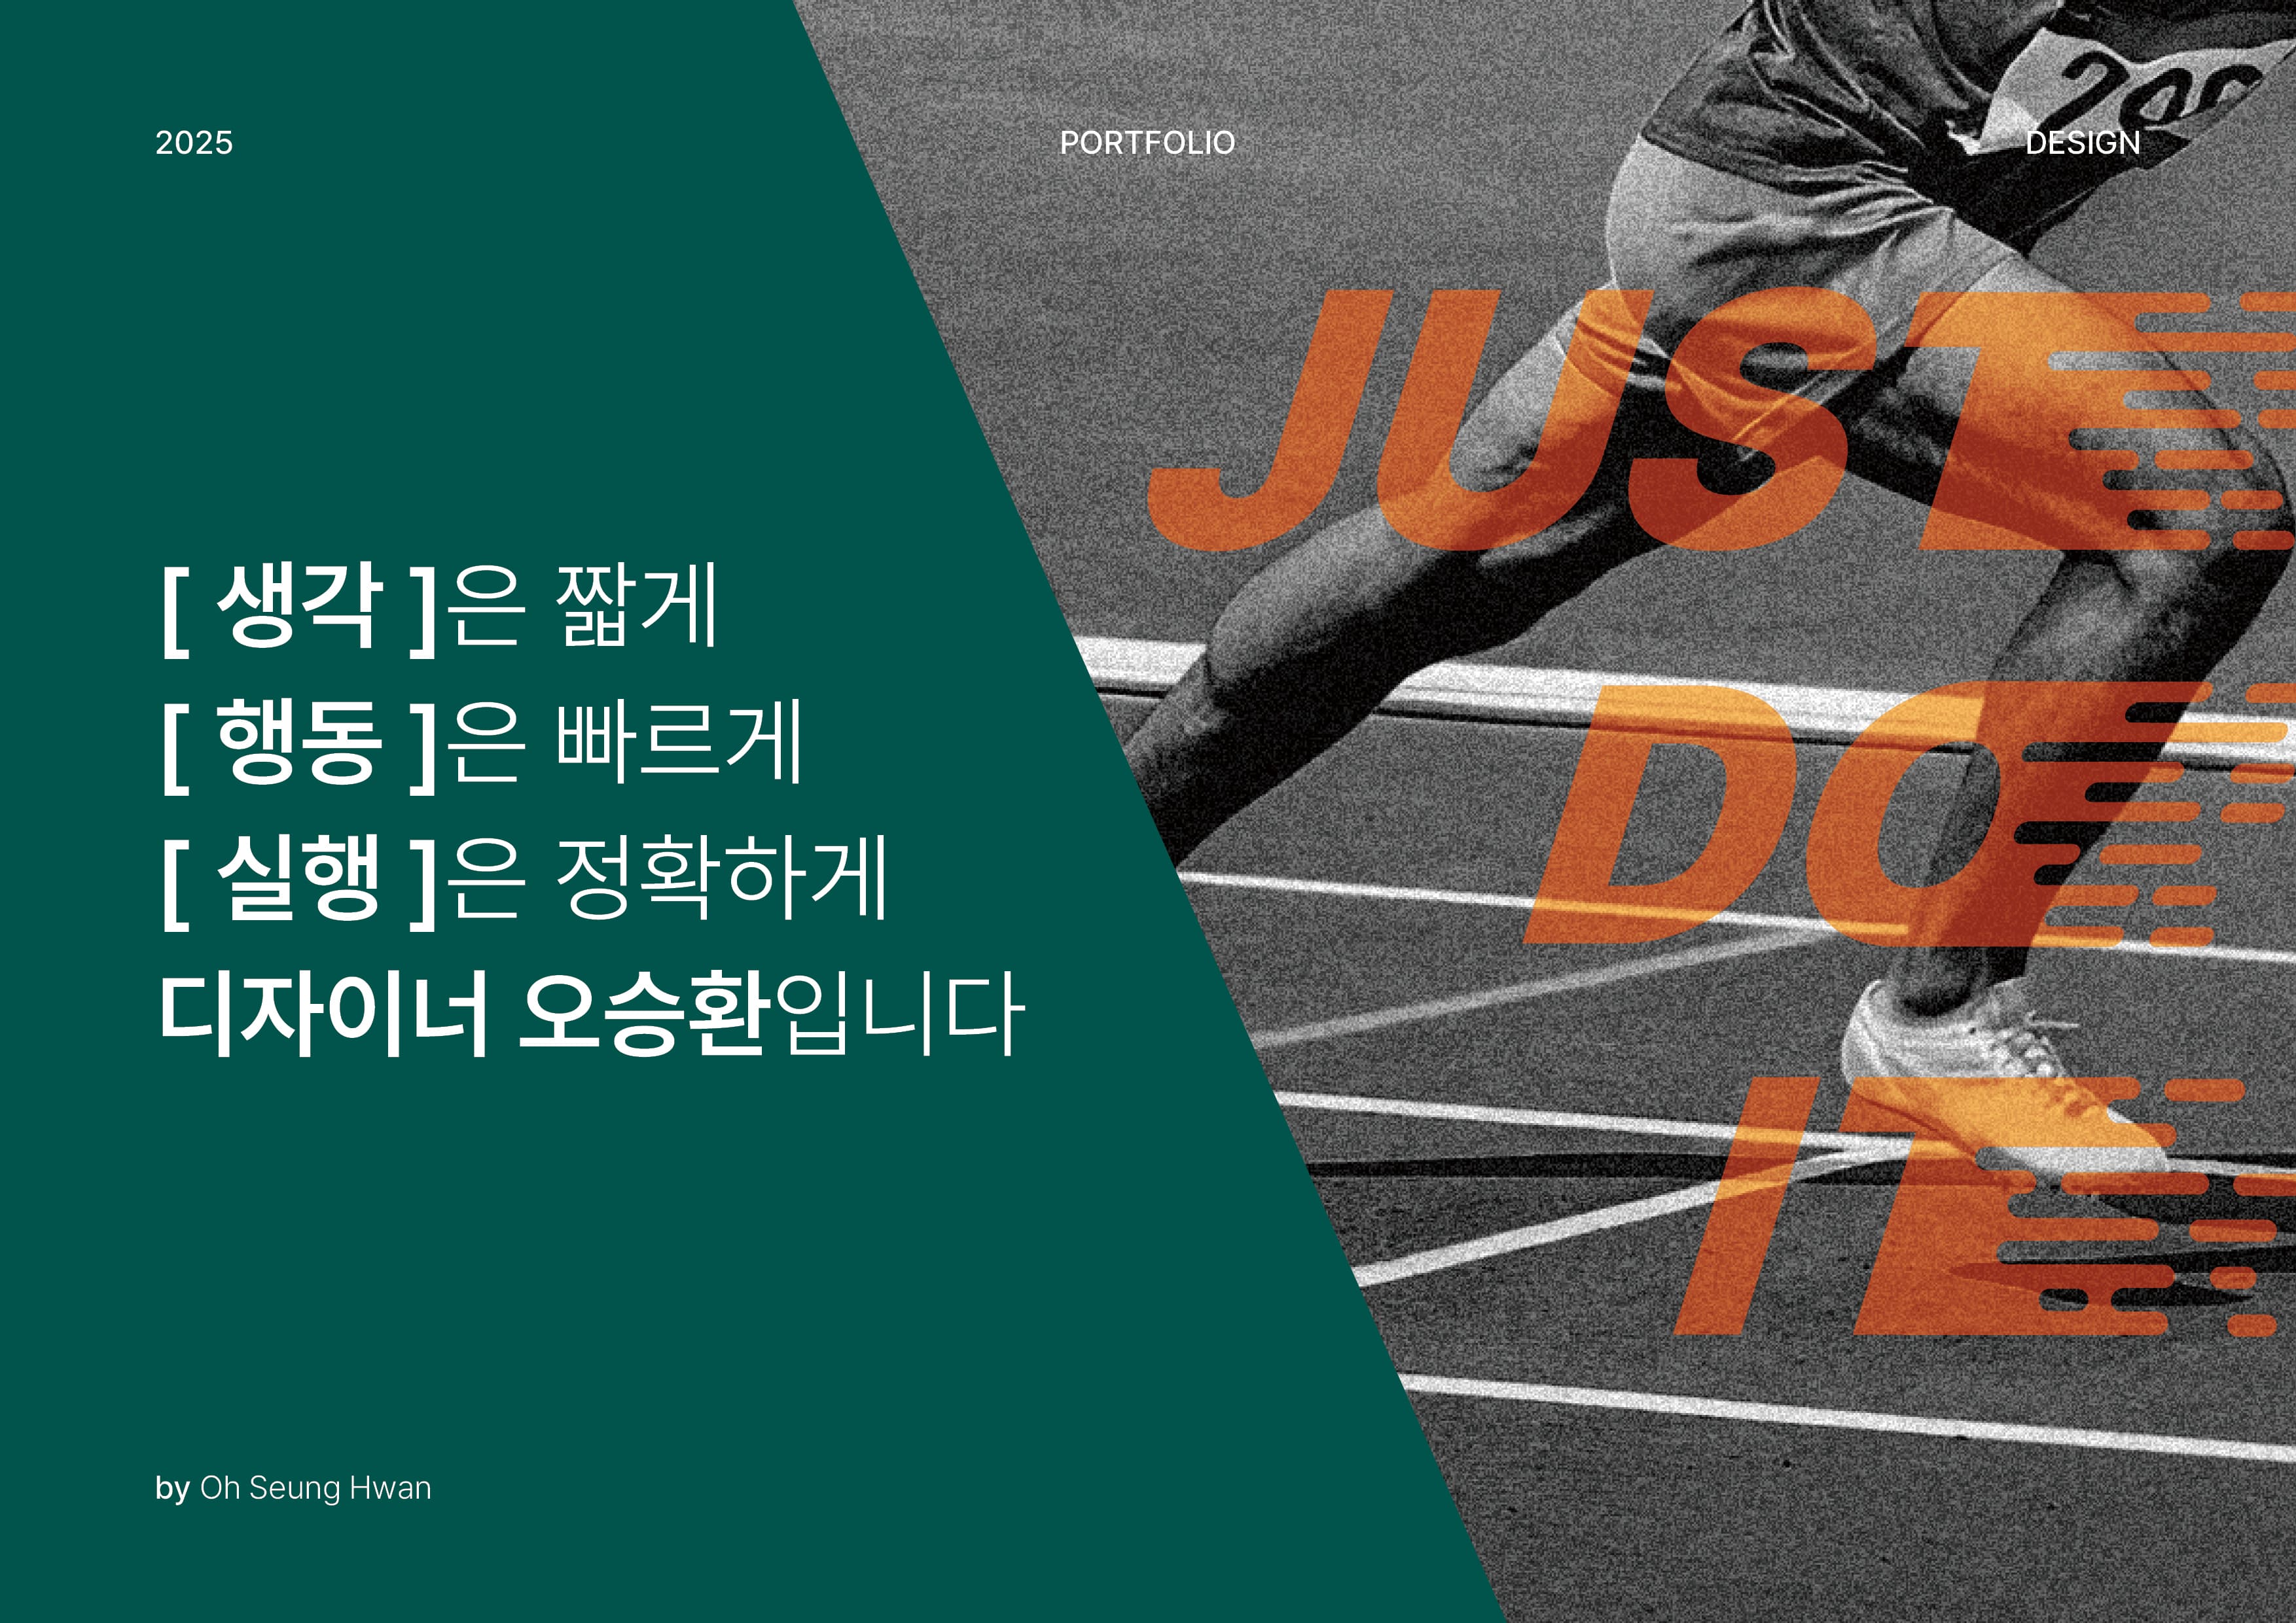 2025 PORTFOLIO DESIGN
JUST
[ 생각 ]은 짧게
[ 행동 ]은 빠르게
[ 실행 ]은 정확하게
디자이너 오승환입니다
DO
IT
by Oh Seung Hwan